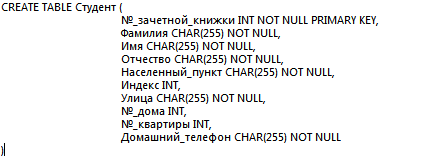 CREATE TABLE Студент (
№_зачетной_книжки INT NOT NULL PRIMARY KEY,
Фамилия CHAR(255) NOT NULL,
Имя CHAR(255) NOT NULL,
Отчество CHAR(255) NOT NULL,
Населенный_пункт CHAR(255) NOT NULL,
Индекс INT,
Улица CHAR(255) NOT NULL,
№_дома INT,
№_квартиры INT,
Домашний_телефон CHAR(255) NOT NULL
)